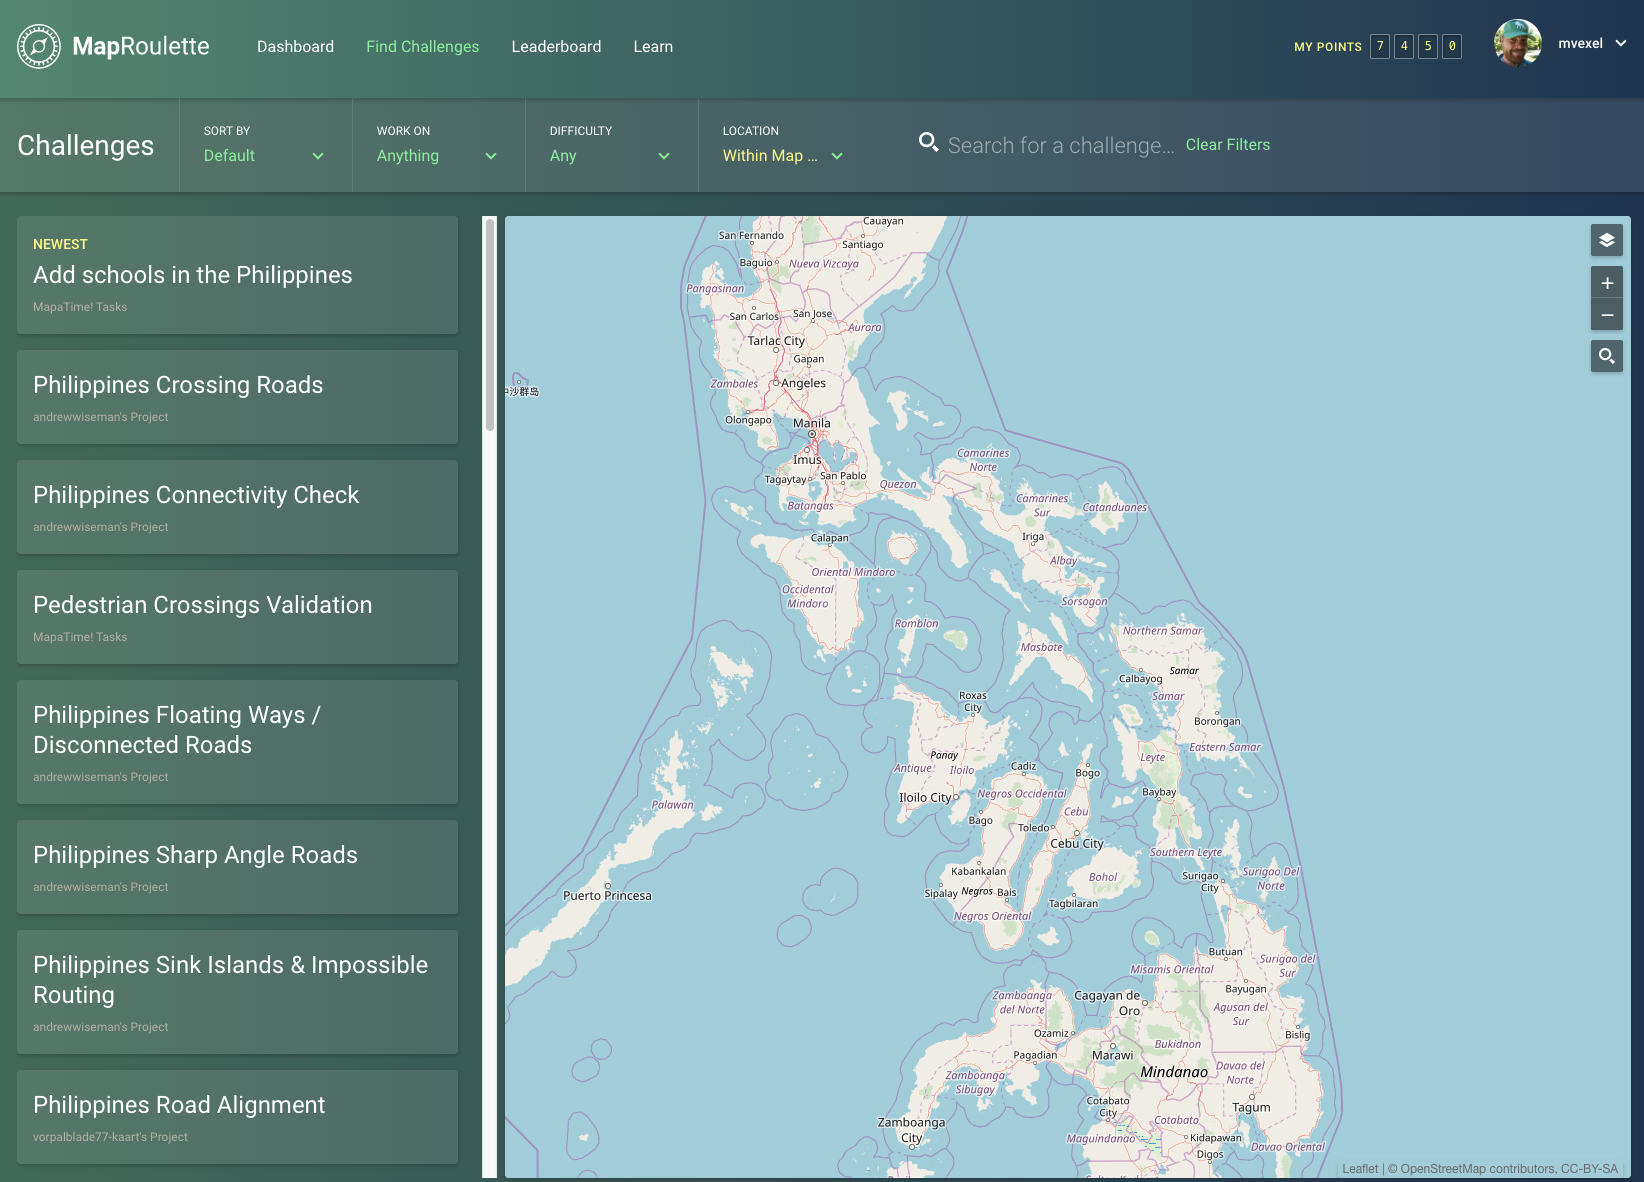 MapRoulette
Dashboard
Find Challenges
Leaderboard
Learn
MY POINTS 7 4 5 0
mvexel
Challenges
SORT BY
Default
WORK ON
Anything
DIFFICULTY
Any
LOCATION
Within Map ...
Search for a challenge...
Clear Filters
NEWEST
Add schools in the Philippines
MapaTime! Tasks
Philippines Crossing Roads
andrewwiseman's Project
Philippines Connectivity Check
andrewwiseman's Project
Pedestrian Crossings Validation
MapaTime! Tasks
Philippines Floating Ways /
Disconnected Roads
andrewwiseman's Project
Philippines Sharp Angle Roads
andrewwiseman's Project
Philippines Sink Islands & Impossible
Routing
andrewwiseman's Project
Philippines Road Alignment
vorpalblade77-kaart's Project
Cauayan
San Fernando
Santiago
Baguio
Nueva Vizcaya
Pangasinan
San Carlos
San Jose
Aurora
Tarlac City
Gapan
Zambales
Angeles
沙群岛
Olongapo
Manila
Imus
Camarines
Norte
Tagaytay
San Pablo
Quezon
Batangas
Camarines
Sur
Catanduanes
Calapan
Iriga
Albay
Oriental Mindoro
Occidental
Mindoro
Sorsogon
Romblon
Northern Samar
Masbate
Samar
Calbayog
Samar
Roxas
City
Borongan
Eastern Samar
Panay
Antique
Iloilo
Leyte
Cadiz
Bogo
Iloilo City
Negros Occidental
Baybay
Palawan
Cebu
Bago
Toledo
Cebu City
Southern Leyte
Kabankalan
Bohol
Surigao
City
Surigao Del
Norte
Puerto Princesa
Sipalay
Negros
Bais
Tagbilaran
Negros Oriental
Butuan
Surigao del
Sur
Misamis Oriental
Zamboanga
del Norte
Cagayan de
Oro
Bayugan
Agusan del
Sur
Ozamiz
Bislig
Bukidnon
Pagadian
Marawi
Mindanao
Davao del
Norte
Zamboanga
Sibugay
Cotabato
City
Tagum
Zamboanga
City
Cotabato
Maguindanao
Kidapawan
Davao Oriental
Digos
Leaflet | © OpenStreetMap contributors, CC-BY-SA